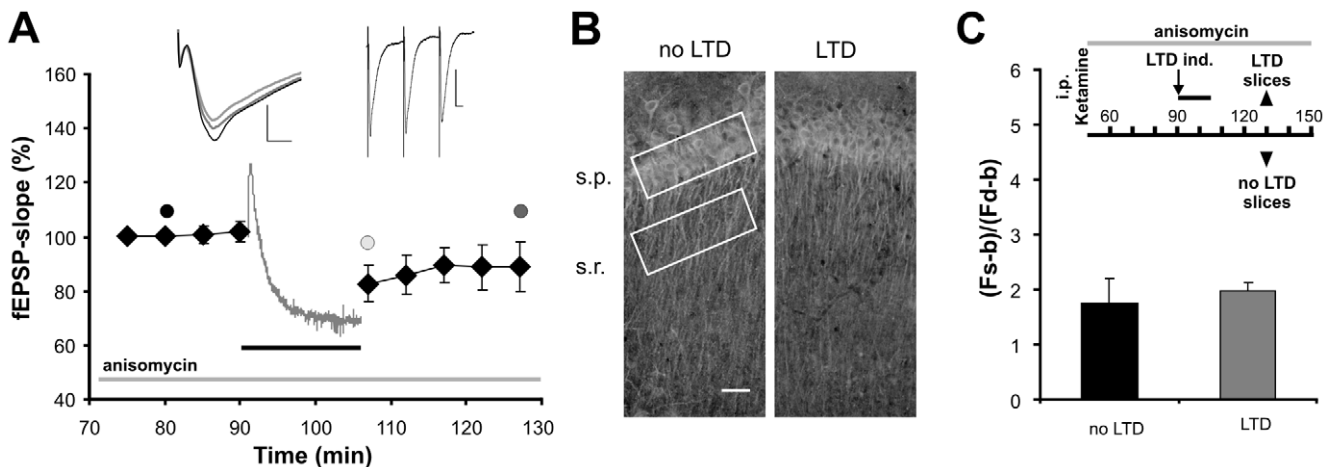 A
fEPSP-slope (%)
160
140
120
100
80
60
40
anisomycin
70 80 90 100 110 120 130
Time (min)
B
no LTD LTD
s.p.
s.r.
C
(Fs-b)/(Fd-b)
6
5
4
3
2
1
0
anisomycin
LTD ind.
LTD
slices
i.p.
Ketamine
60 90 120 150
no LTD
slices
no LTD LTD